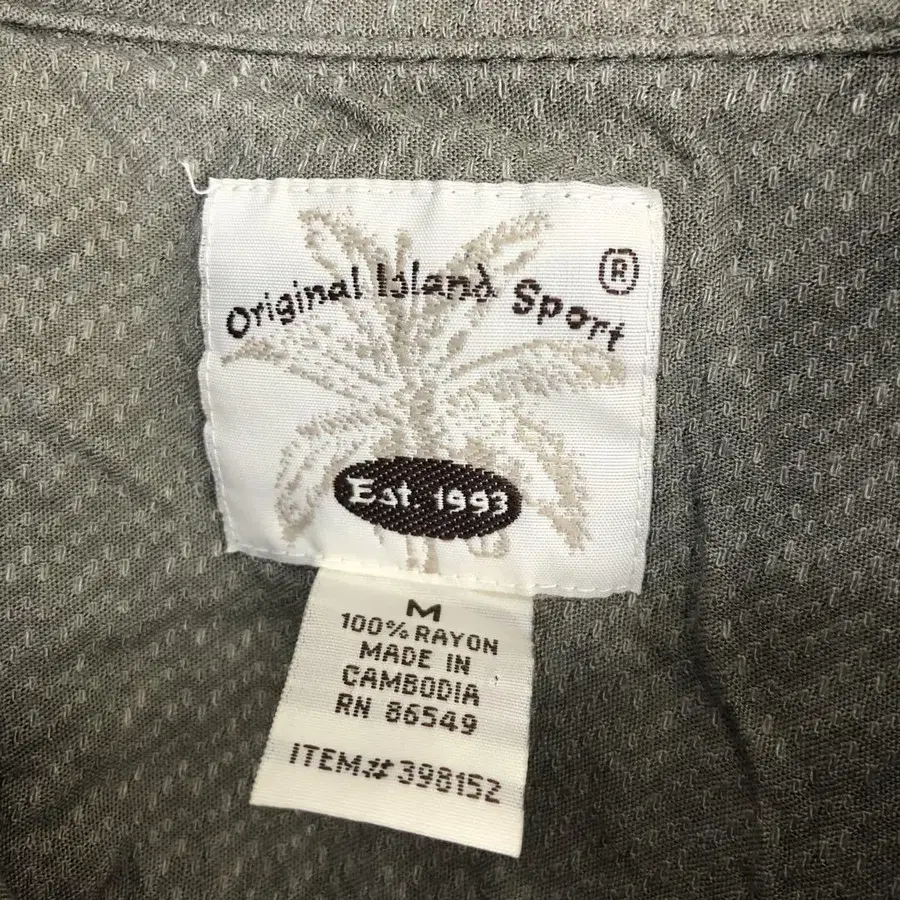 Original Island Sport ®
Est. 1993
M
100% RAYON
MADE IN
CAMBODIA
RN 86549
ITEM# 398152